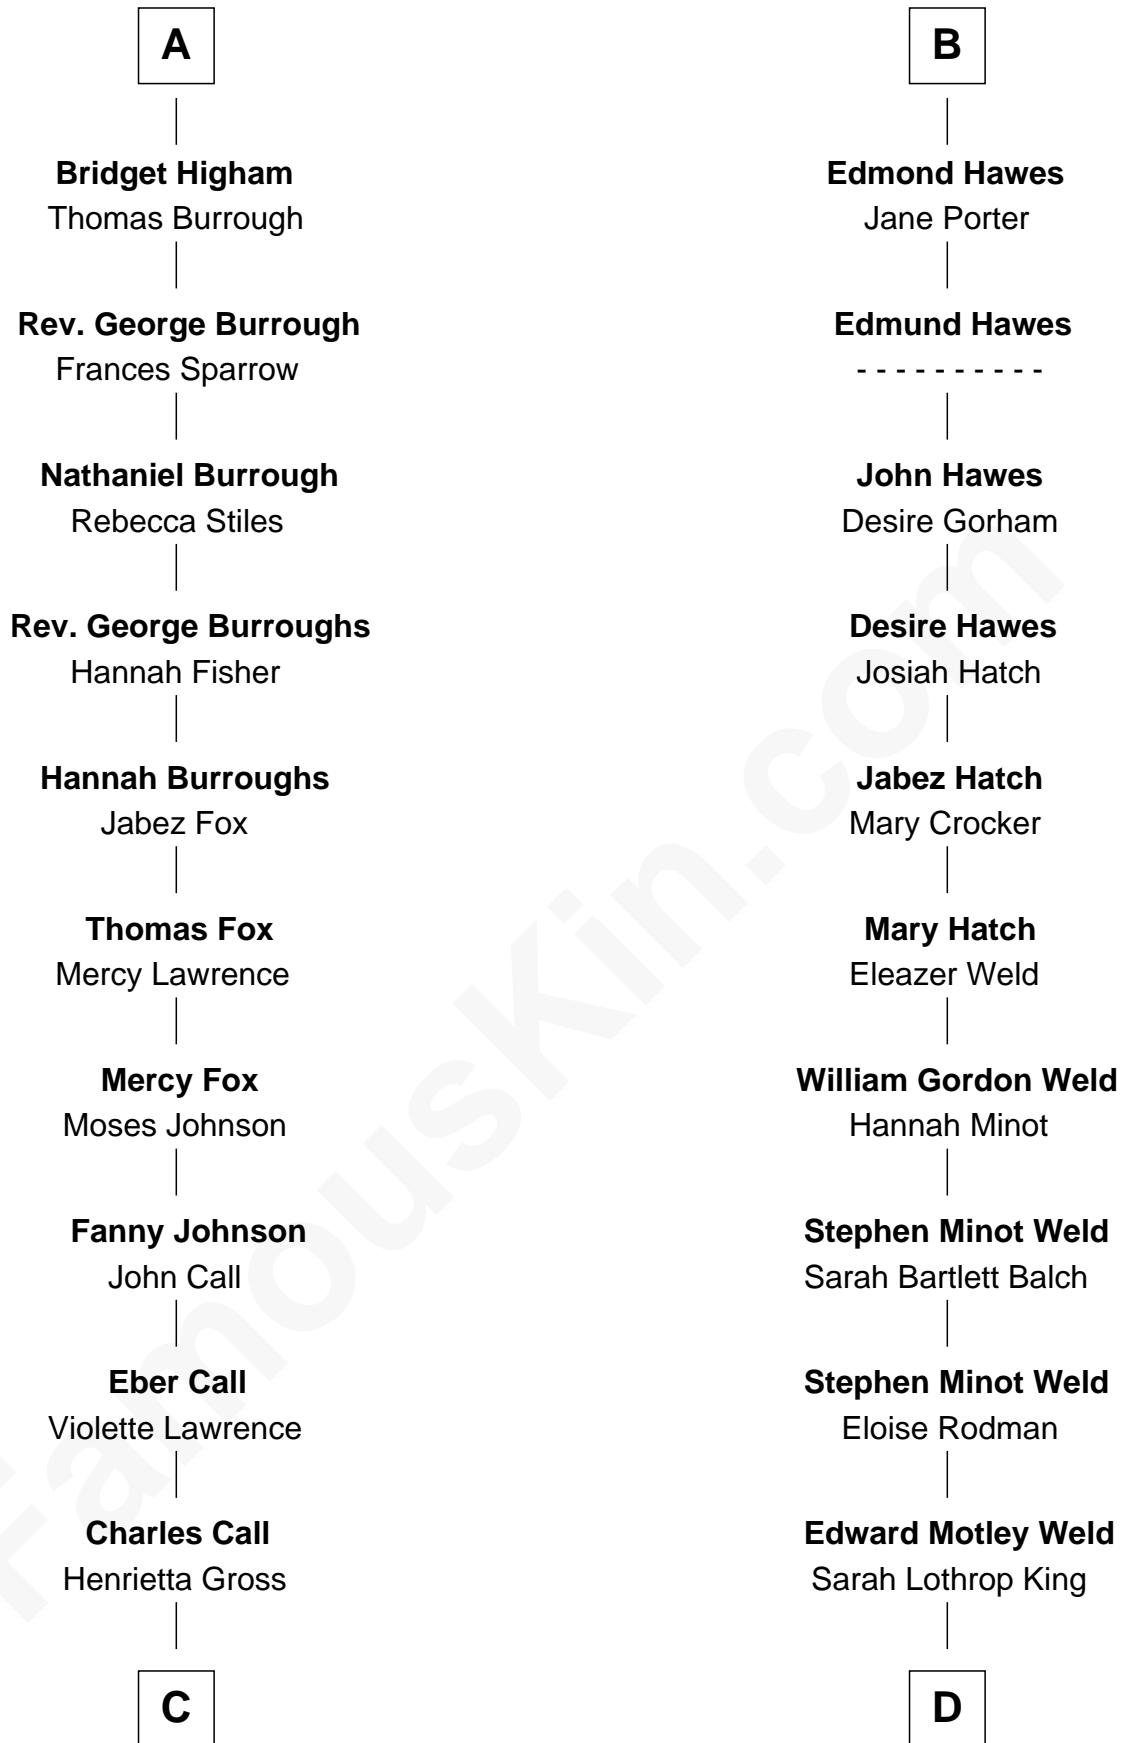 A
Bridget Higham
Thomas Burrough
Rev. George Burrough
Frances Sparrow
Nathaniel Burrough
Rebecca Stiles
Rev. George Burroughs
Hannah Fisher
Hannah Burroughs
Jabez Fox
Thomas Fox
Mercy Lawrence
Mercy Fox
Moses Johnson
Fanny Johnson
John Call
Eber Call
Violette Lawrence
Charles Call
Henrietta Gross
C
B
Edmond Hawes
Jane Porter
Edmund Hawes
- - - - - - - - - -
John Hawes
Desire Gorham
Desire Hawes
Josiah Hatch
Jabez Hatch
Mary Crocker
Mary Hatch
Eleazer Weld
William Gordon Weld
Hannah Minot
Stephen Minot Weld
Sarah Bartlett Balch
Stephen Minot Weld
Eloise Rodman
Edward Motley Weld
Sarah Lothrop King
D
FamousKin.com